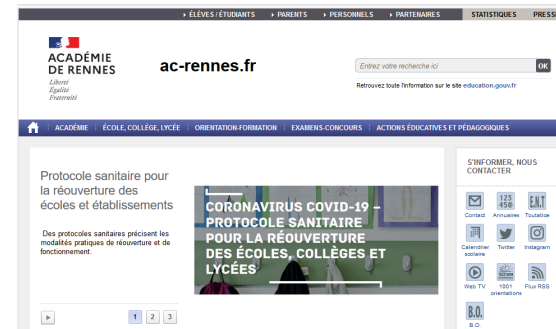 ÉLÈVES / ÉTUDIANTS PARENTS PERSONNELS PARTENAIRES STATISTIQUES PRESS
ACADÉMIE
DE RENNES
Liberté
Égalité
Fraternité
ac-rennes.fr
Entrez votre recherche ici OK
Retrouvez toute l'information sur le site education.gouv.fr
ACADÉMIE ÉCOLE, COLLÈGE, LYCÉE ORIENTATION-FORMATION EXAMENS-CONCOURS ACTIONS ÉDUCATIVES ET PÉDAGOGIQUES
Protocole sanitaire pour
la réouverture des
écoles et établissements
Des protocoles sanitaires précisent les
modalités pratiques de réouverture et de
fonctionnement.
1 2 3
CORONAVIRUS COVID-19 –
PROTOCOLE SANITAIRE
POUR LA RÉOUVERTURE
DES ÉCOLES, COLLÈGES ET
LYCÉES
S'INFORMER, NOUS
CONTACTER
123
45@
E.N.T
Contact Annuaires Toutatice
Calendrier
scolaire
Twitter Instagram
Web TV
1001
orientations
Flux RSS
B.O.
B.O.